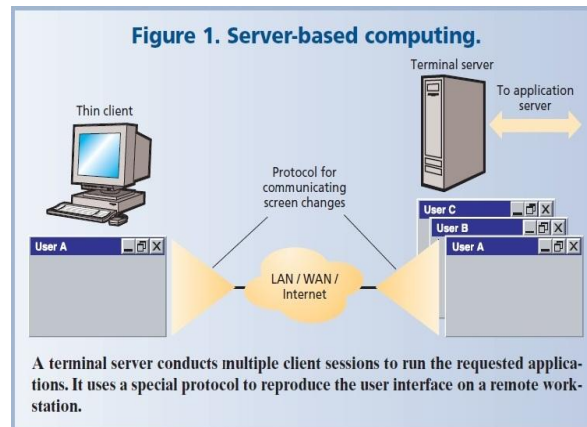 Figure 1. Server-based computing.
Terminal server
To application
server
Thin client
Protocol for
communicating
screen changes
User C
User B
User A
User A
LAN / WAN /
Internet
A terminal server conducts multiple client sessions to run the requested applica-
tions. It uses a special protocol to reproduce the user interface on a remote work-
station.